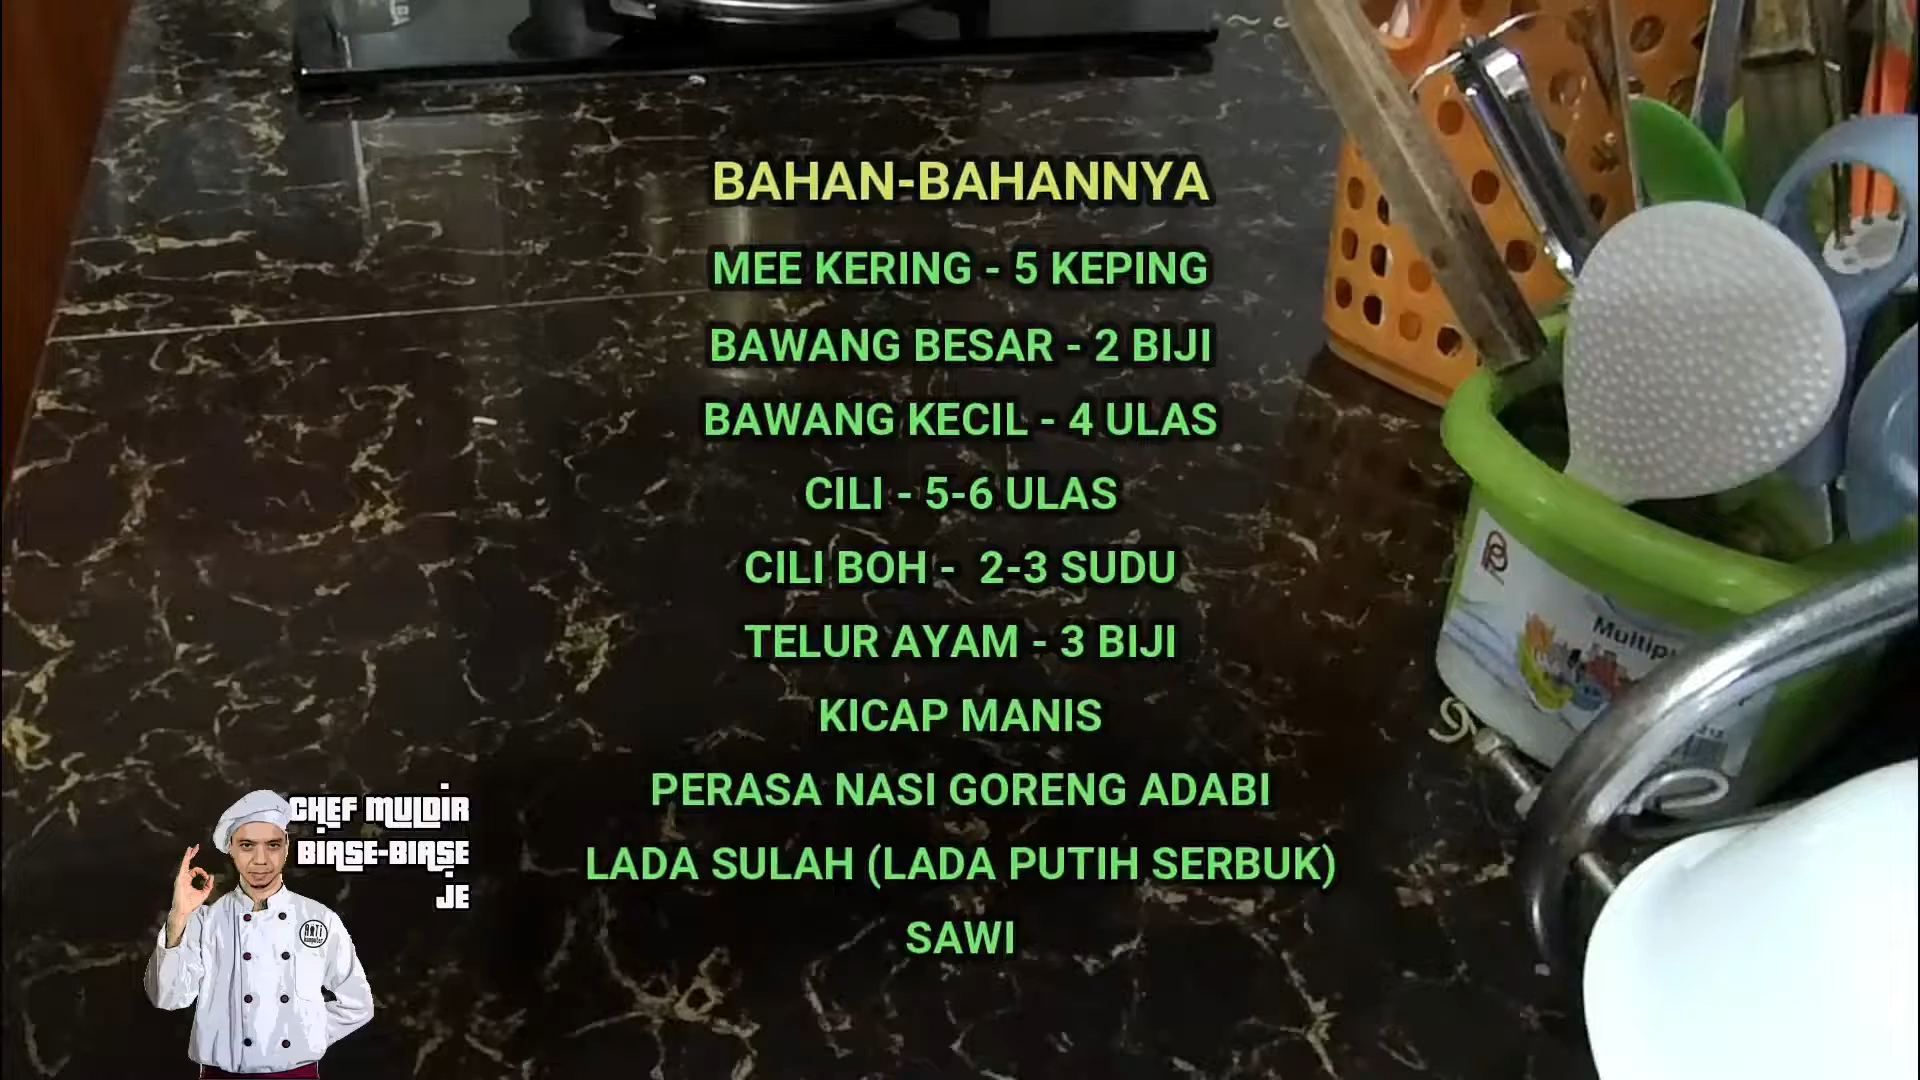 BAHAN-BAHANNYA
MEE KERING - 5 KEPING
BAWANG BESAR - 2 BIJI
BAWANG KECIL - 4 ULAS
CILI - 5-6 ULAS
CILI BOH - 2-3 SUDU
TELUR AYAM - 3 BIJI
KICAP MANIS
PERASA NASI GORENG ADABI
LADA SULAH (LADA PUTIH SERBUK)
SAWI
CHEF MULDIR
BIASE-BIASE
JE